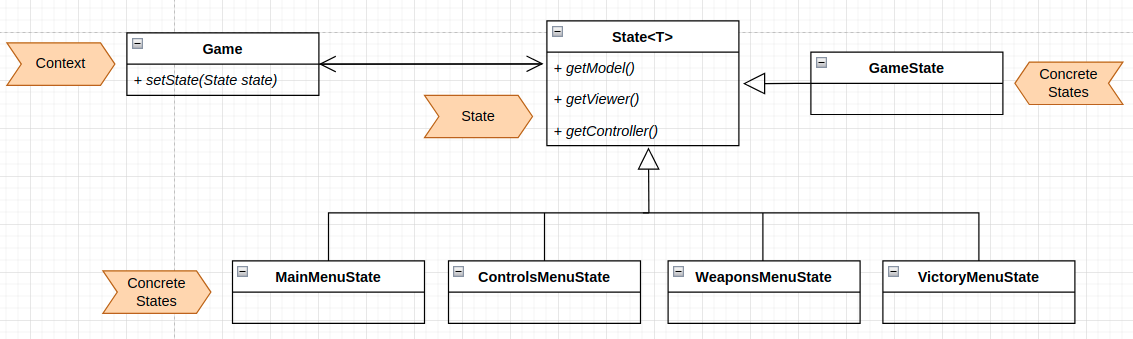 Context
Game
+ setState(State state)
State<T>
+ getModel()
+ getViewer()
+ getController()
State
GameState
Concrete
States
Concrete
States
MainMenuState
ControlsMenuState
WeaponsMenuState
VictoryMenuState